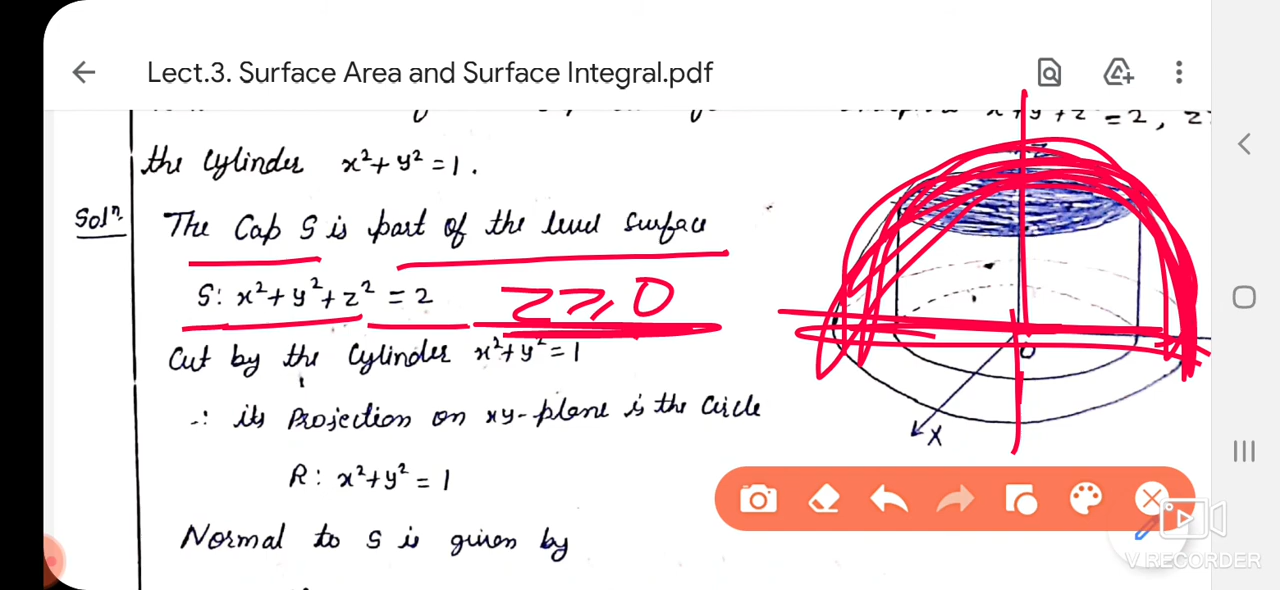 Lect.3. Surface Area and Surface Integral.pdf
= 2, z
the cylinder x²+ y² = 1.
Solⁿ. The Cap S is part of the level surface
S: x²+ y²+ z² = 2 z ≥ 0
Cut by the Cylinder x²+ y² = 1
∴ its Projection on xy-plane is the Circle
R: x²+ y² = 1
Normal to S is given by
O
X
V RECORDER